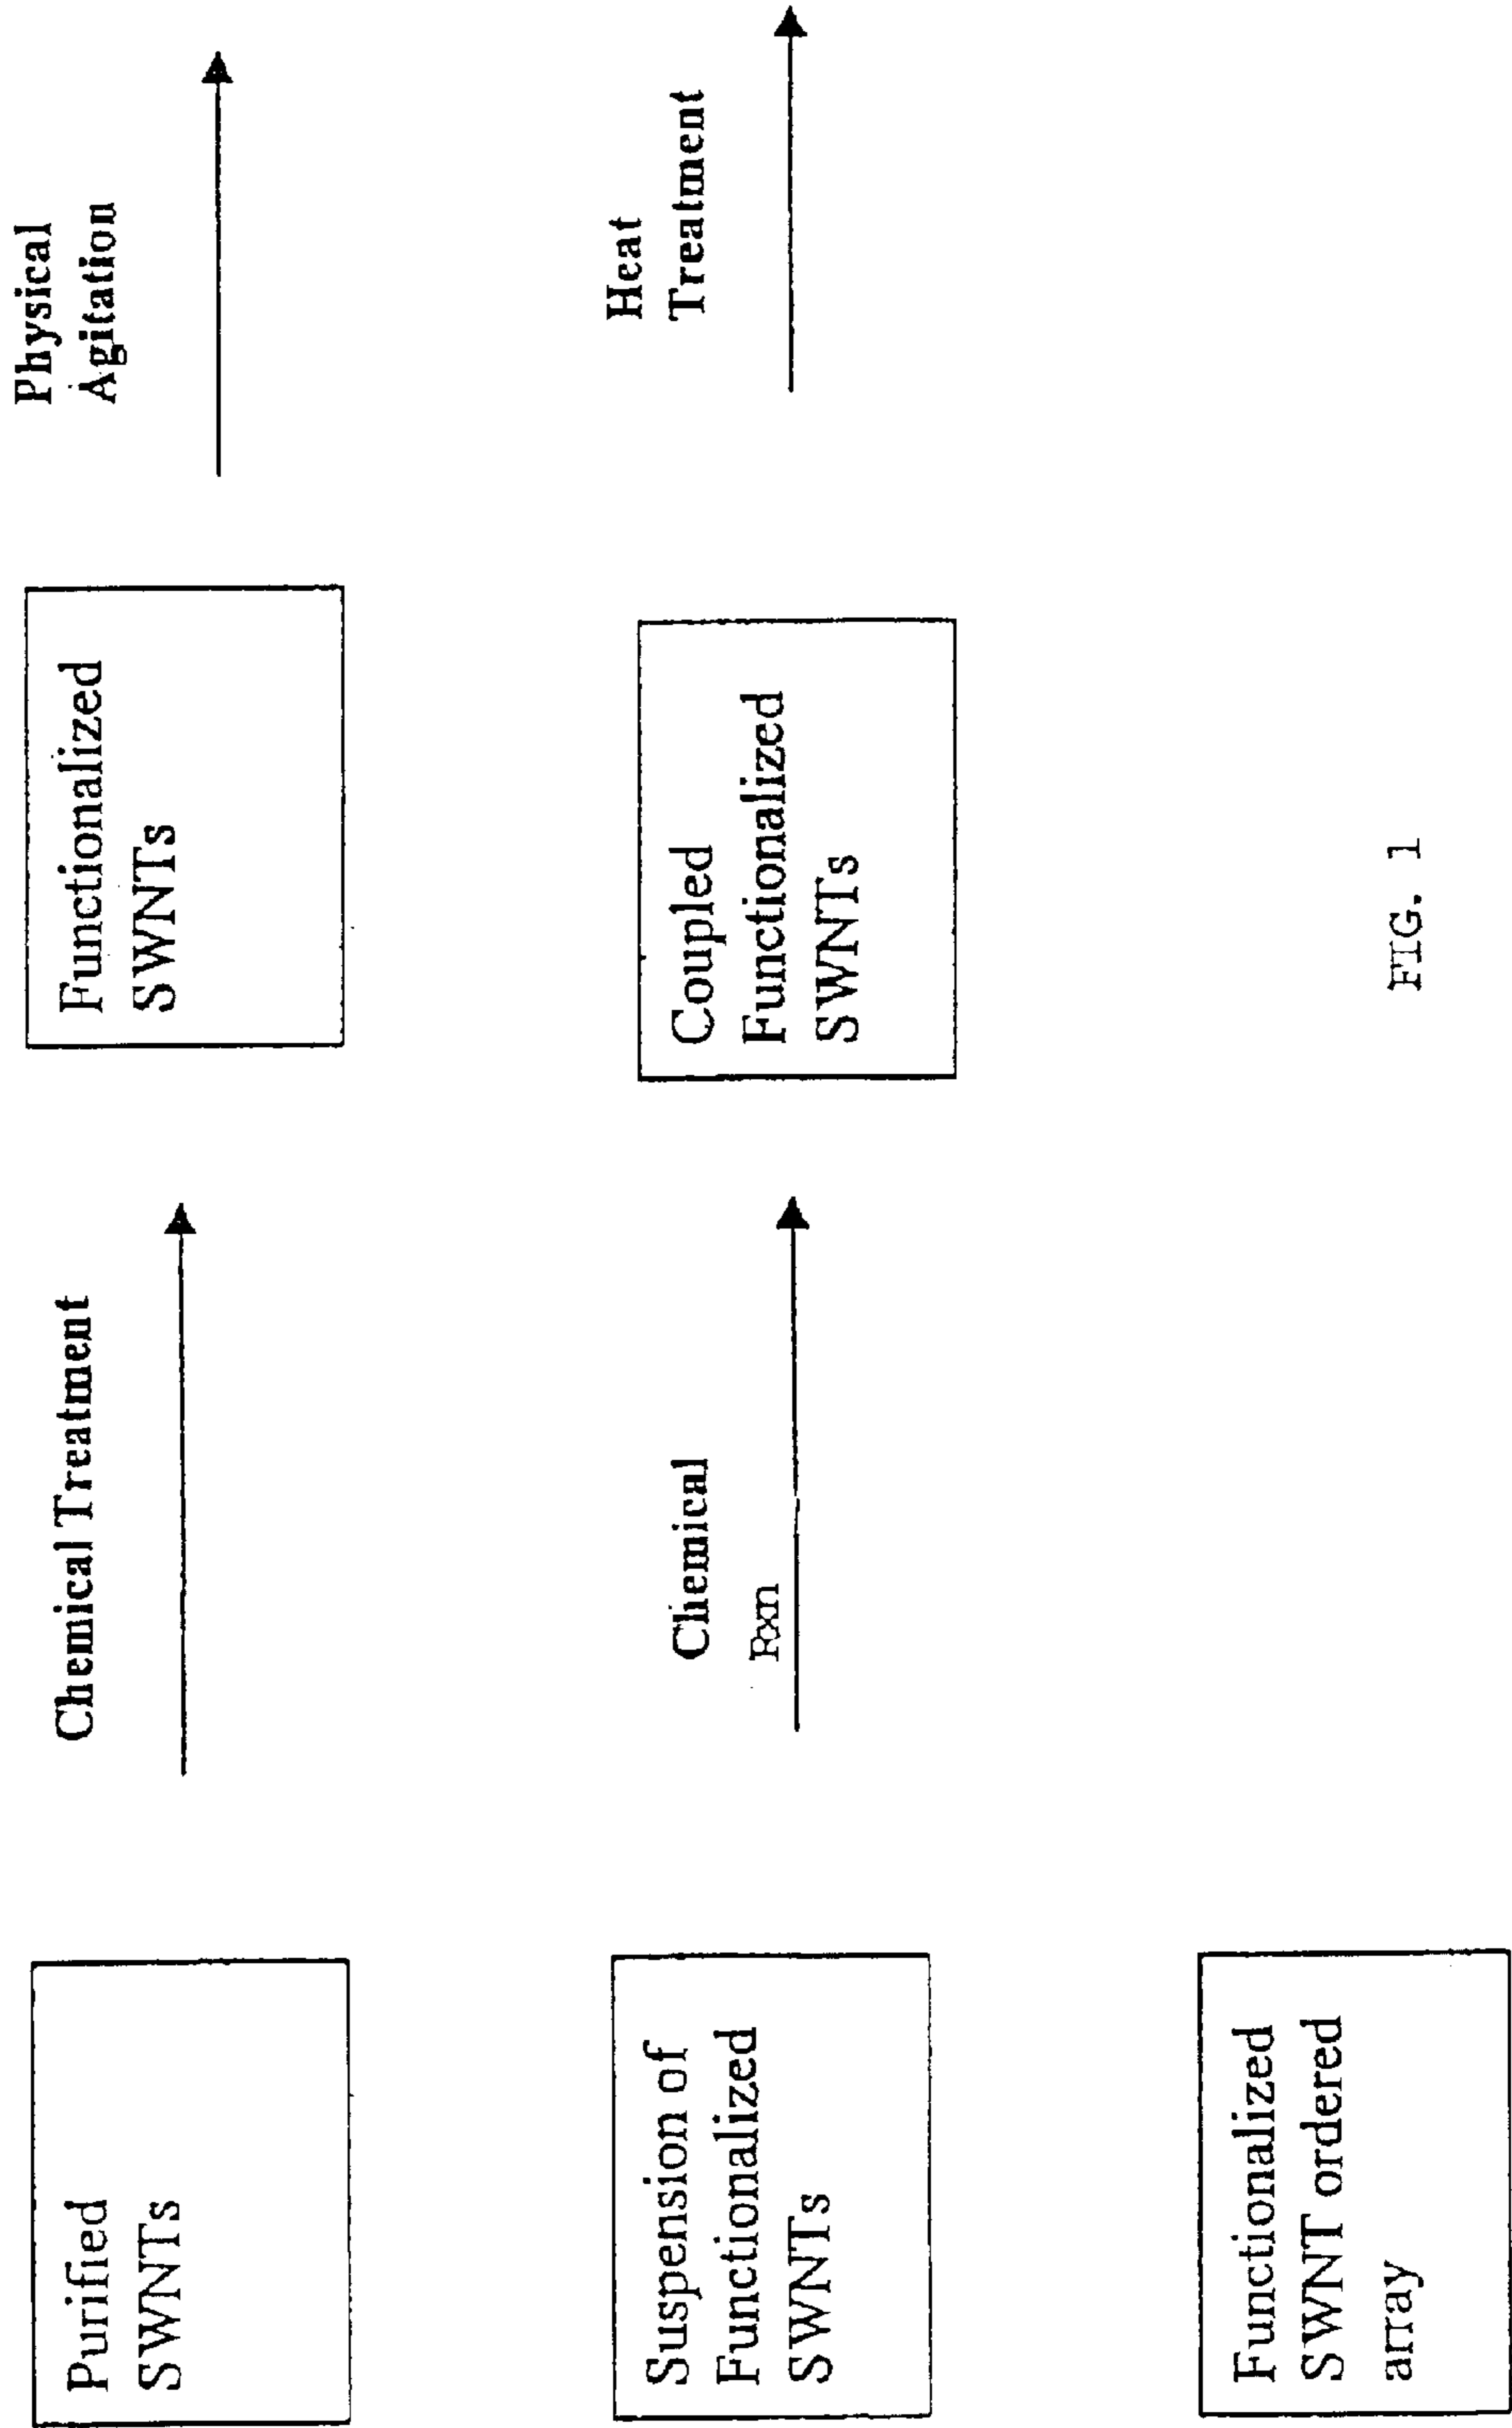 Purified
SWNTs
Chemical Treatment
Functionalized
SWNTs
Physical
Agitation
Suspension of
Functionalized
SWNTs
Chemical
Rxn
Coupled
Functionalized
SWNTs
Heat
Treatment
Functionalized
SWNT ordered
array
FIG. 1